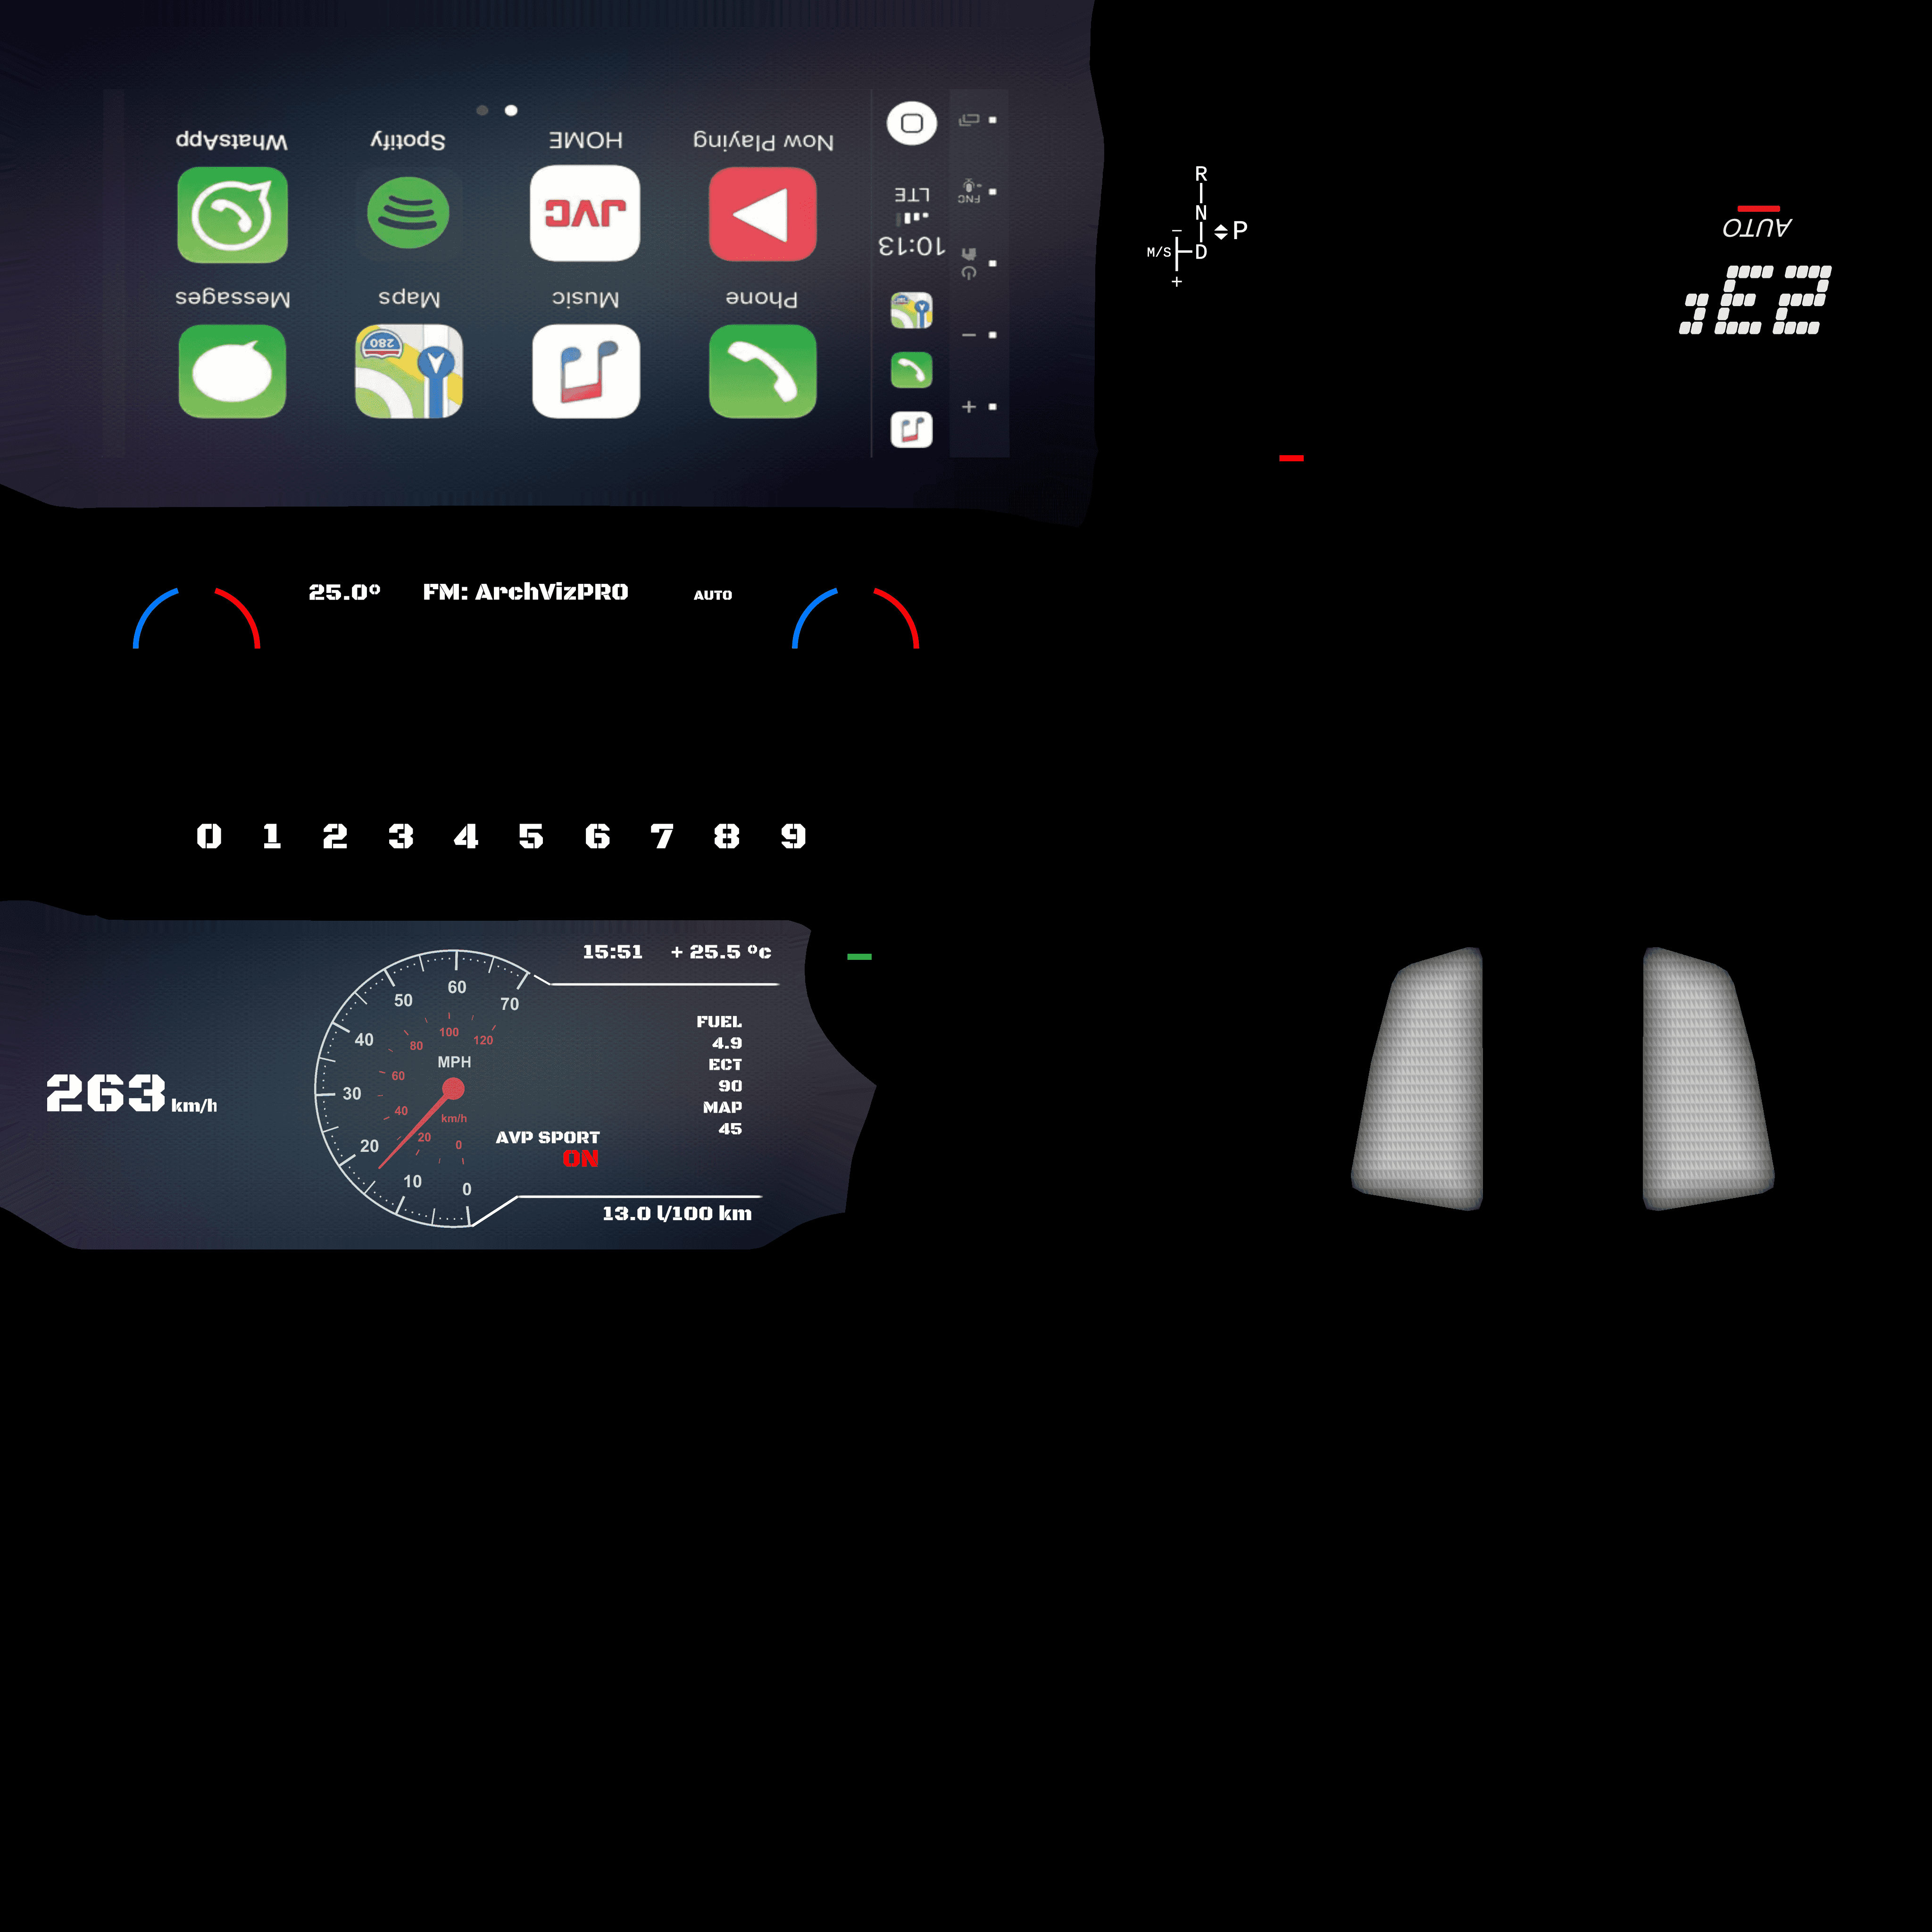 WhatsApp
Spotify
HOME
Now Playing
JVC
LTE
10:13
FNC
Messages
Maps
Music
Phone
280
+
−
R
N
D
P
M/S
−
+
AUTO
25.0º
FM: ArchVizPRO
AUTO
0 1 2 3 4 5 6 7 8 9
15:51 + 25.5 ºc
263 km/h
70
60
50
40
30
20
10
0
120
100
80
60
40
20
0
MPH
km/h
FUEL
4.9
ECT
90
MAP
45
AVP SPORT
ON
13.0 l/100 km